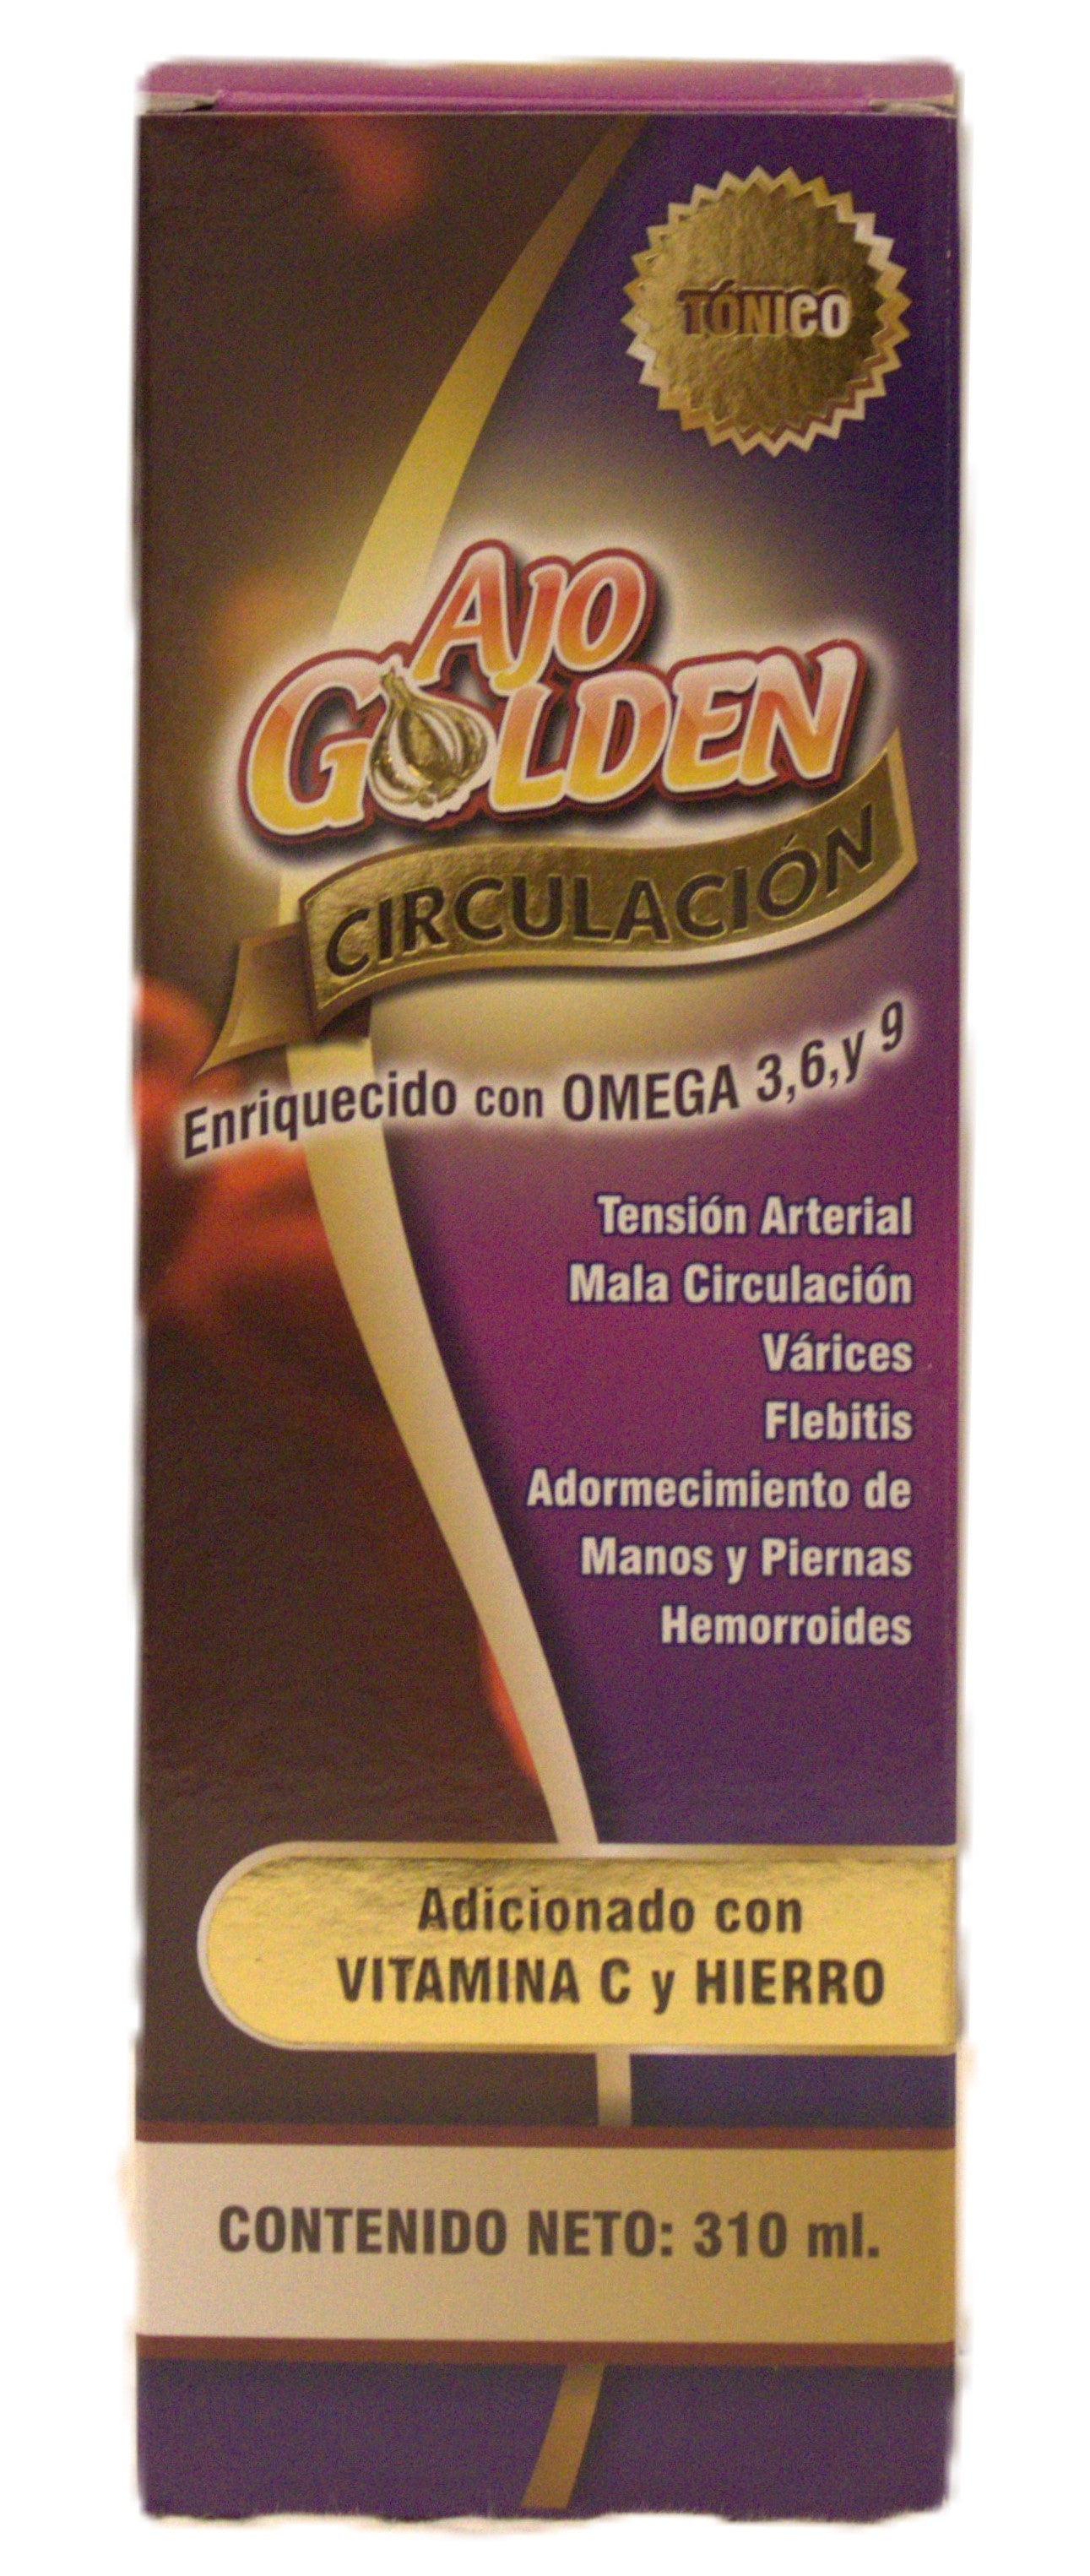 TÓNICO
AJO
GOLDEN
CIRCULACIÓN
Enriquecido con OMEGA 3,6,y 9
Tensión Arterial
Mala Circulación
Várices
Flebitis
Adormecimiento de
Manos y Piernas
Hemorroides
Adicionado con
VITAMINA C y HIERRO
CONTENIDO NETO: 310 ml.